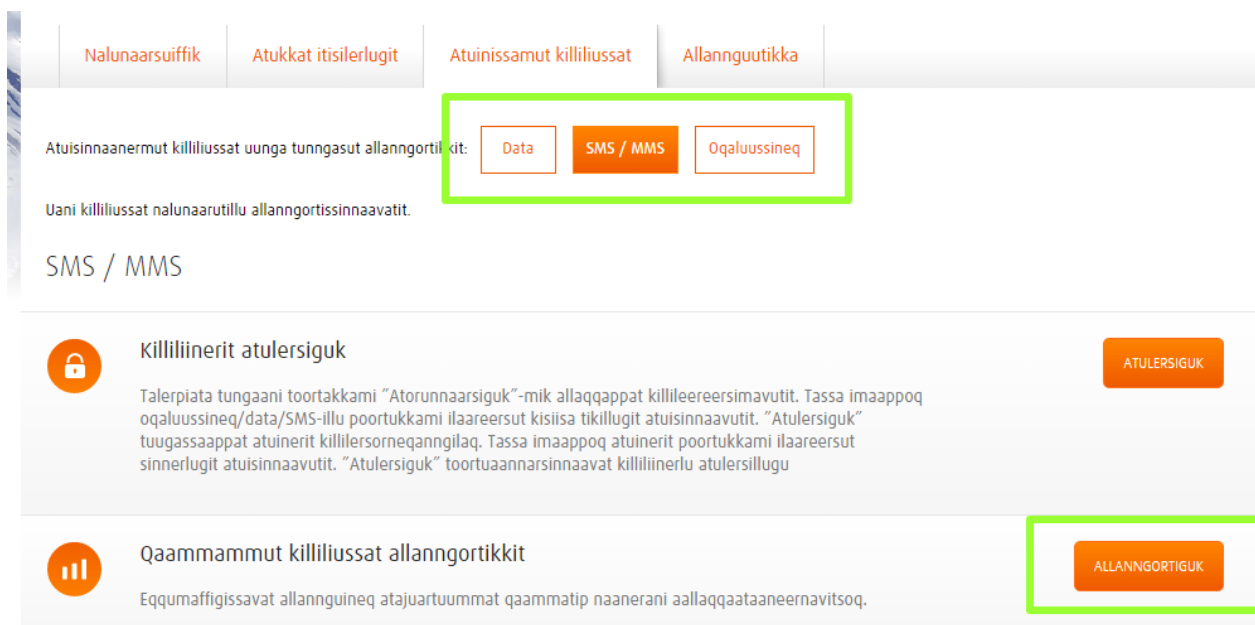 Nalunaarsuiffik Atukkat itisilerlugit Atuinissamut killiliussat Allannguutikka
Atuisinnaanermut killiliussat uunga tunngasut allanngortikkit: Data SMS / MMS Oqaluussineq
Uani killiliussat nalunaarutillu allanngortissinnaavatit.
SMS / MMS
Killiliinerit atulersiguk
ATULERSIGUK
Talerpiata tungaani toortakkami "Atorunnaarsiguk"-mik allaqqappat killileereersimavutit. Tassa imaappoq
oqaluussineq/data/SMS-illu poortukkami ilaareersut kisiisa tikillugit atuisinnaavutit. "Atulersiguk"
tuugassaappat atuinerit killilersorneqanngilaq. Tassa imaappoq atuinerit poortukkami ilaareersut
sinnerlugit atuisinnaavutit. "Atulersiguk" toortuaannarsinnaavat killiliinerlu atulersillugu
Qaammammut killiliussat allanngortikkit
ALLANNGORTIGUK
Eqqumaffigissavat allannguineq atajuartuummat qaammatip naanerani aallaqqaataaneernavitsoq.